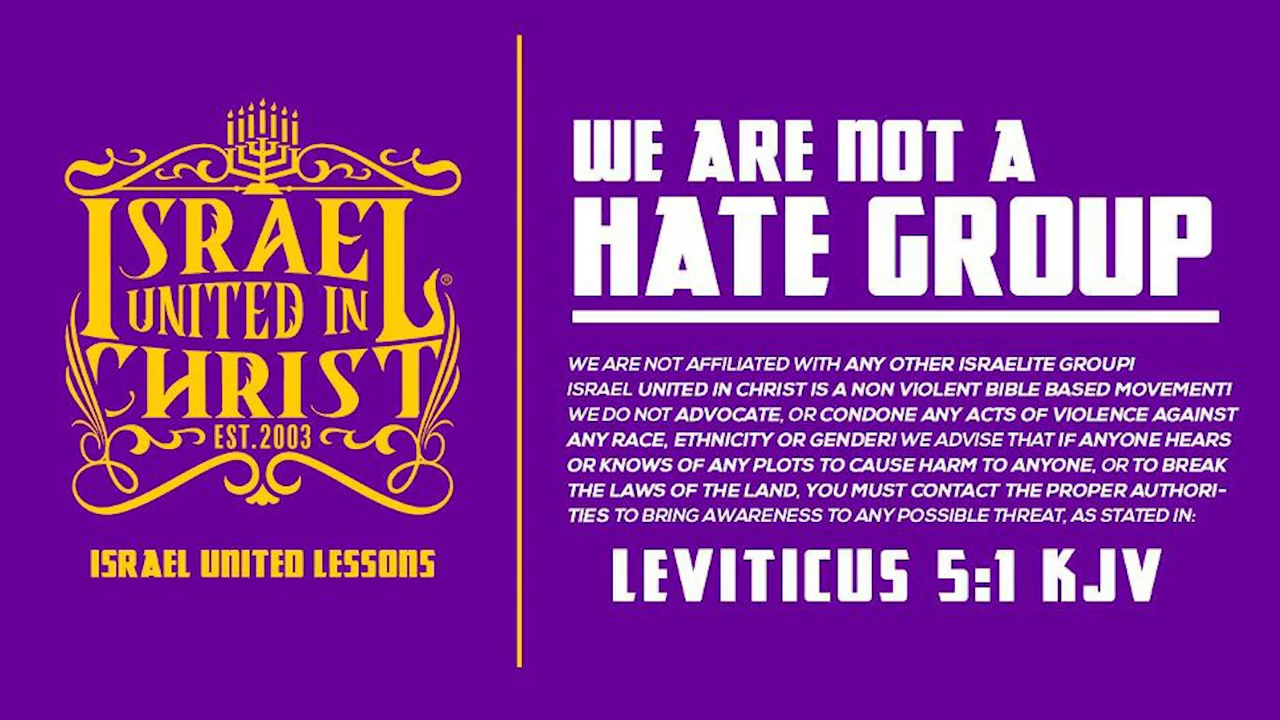 ISRAEL
UNITED IN
CHRIST
EST. 2003
ISRAEL UNITED LESSONS
WE ARE NOT A
HATE GROUP
WE ARE NOT AFFILIATED WITH ANY OTHER ISRAELITE GROUP!
ISRAEL UNITED IN CHRIST IS A NON VIOLENT BIBLE BASED MOVEMENT!
WE DO NOT ADVOCATE, OR CONDONE ANY ACTS OF VIOLENCE AGAINST
ANY RACE, ETHNICITY OR GENDER! WE ADVISE THAT IF ANYONE HEARS
OR KNOWS OF ANY PLOTS TO CAUSE HARM TO ANYONE, OR TO BREAK
THE LAWS OF THE LAND, YOU MUST CONTACT THE PROPER AUTHORI-
TIES TO BRING AWARENESS TO ANY POSSIBLE THREAT, AS STATED IN:
LEVITICUS 5:1 KJV